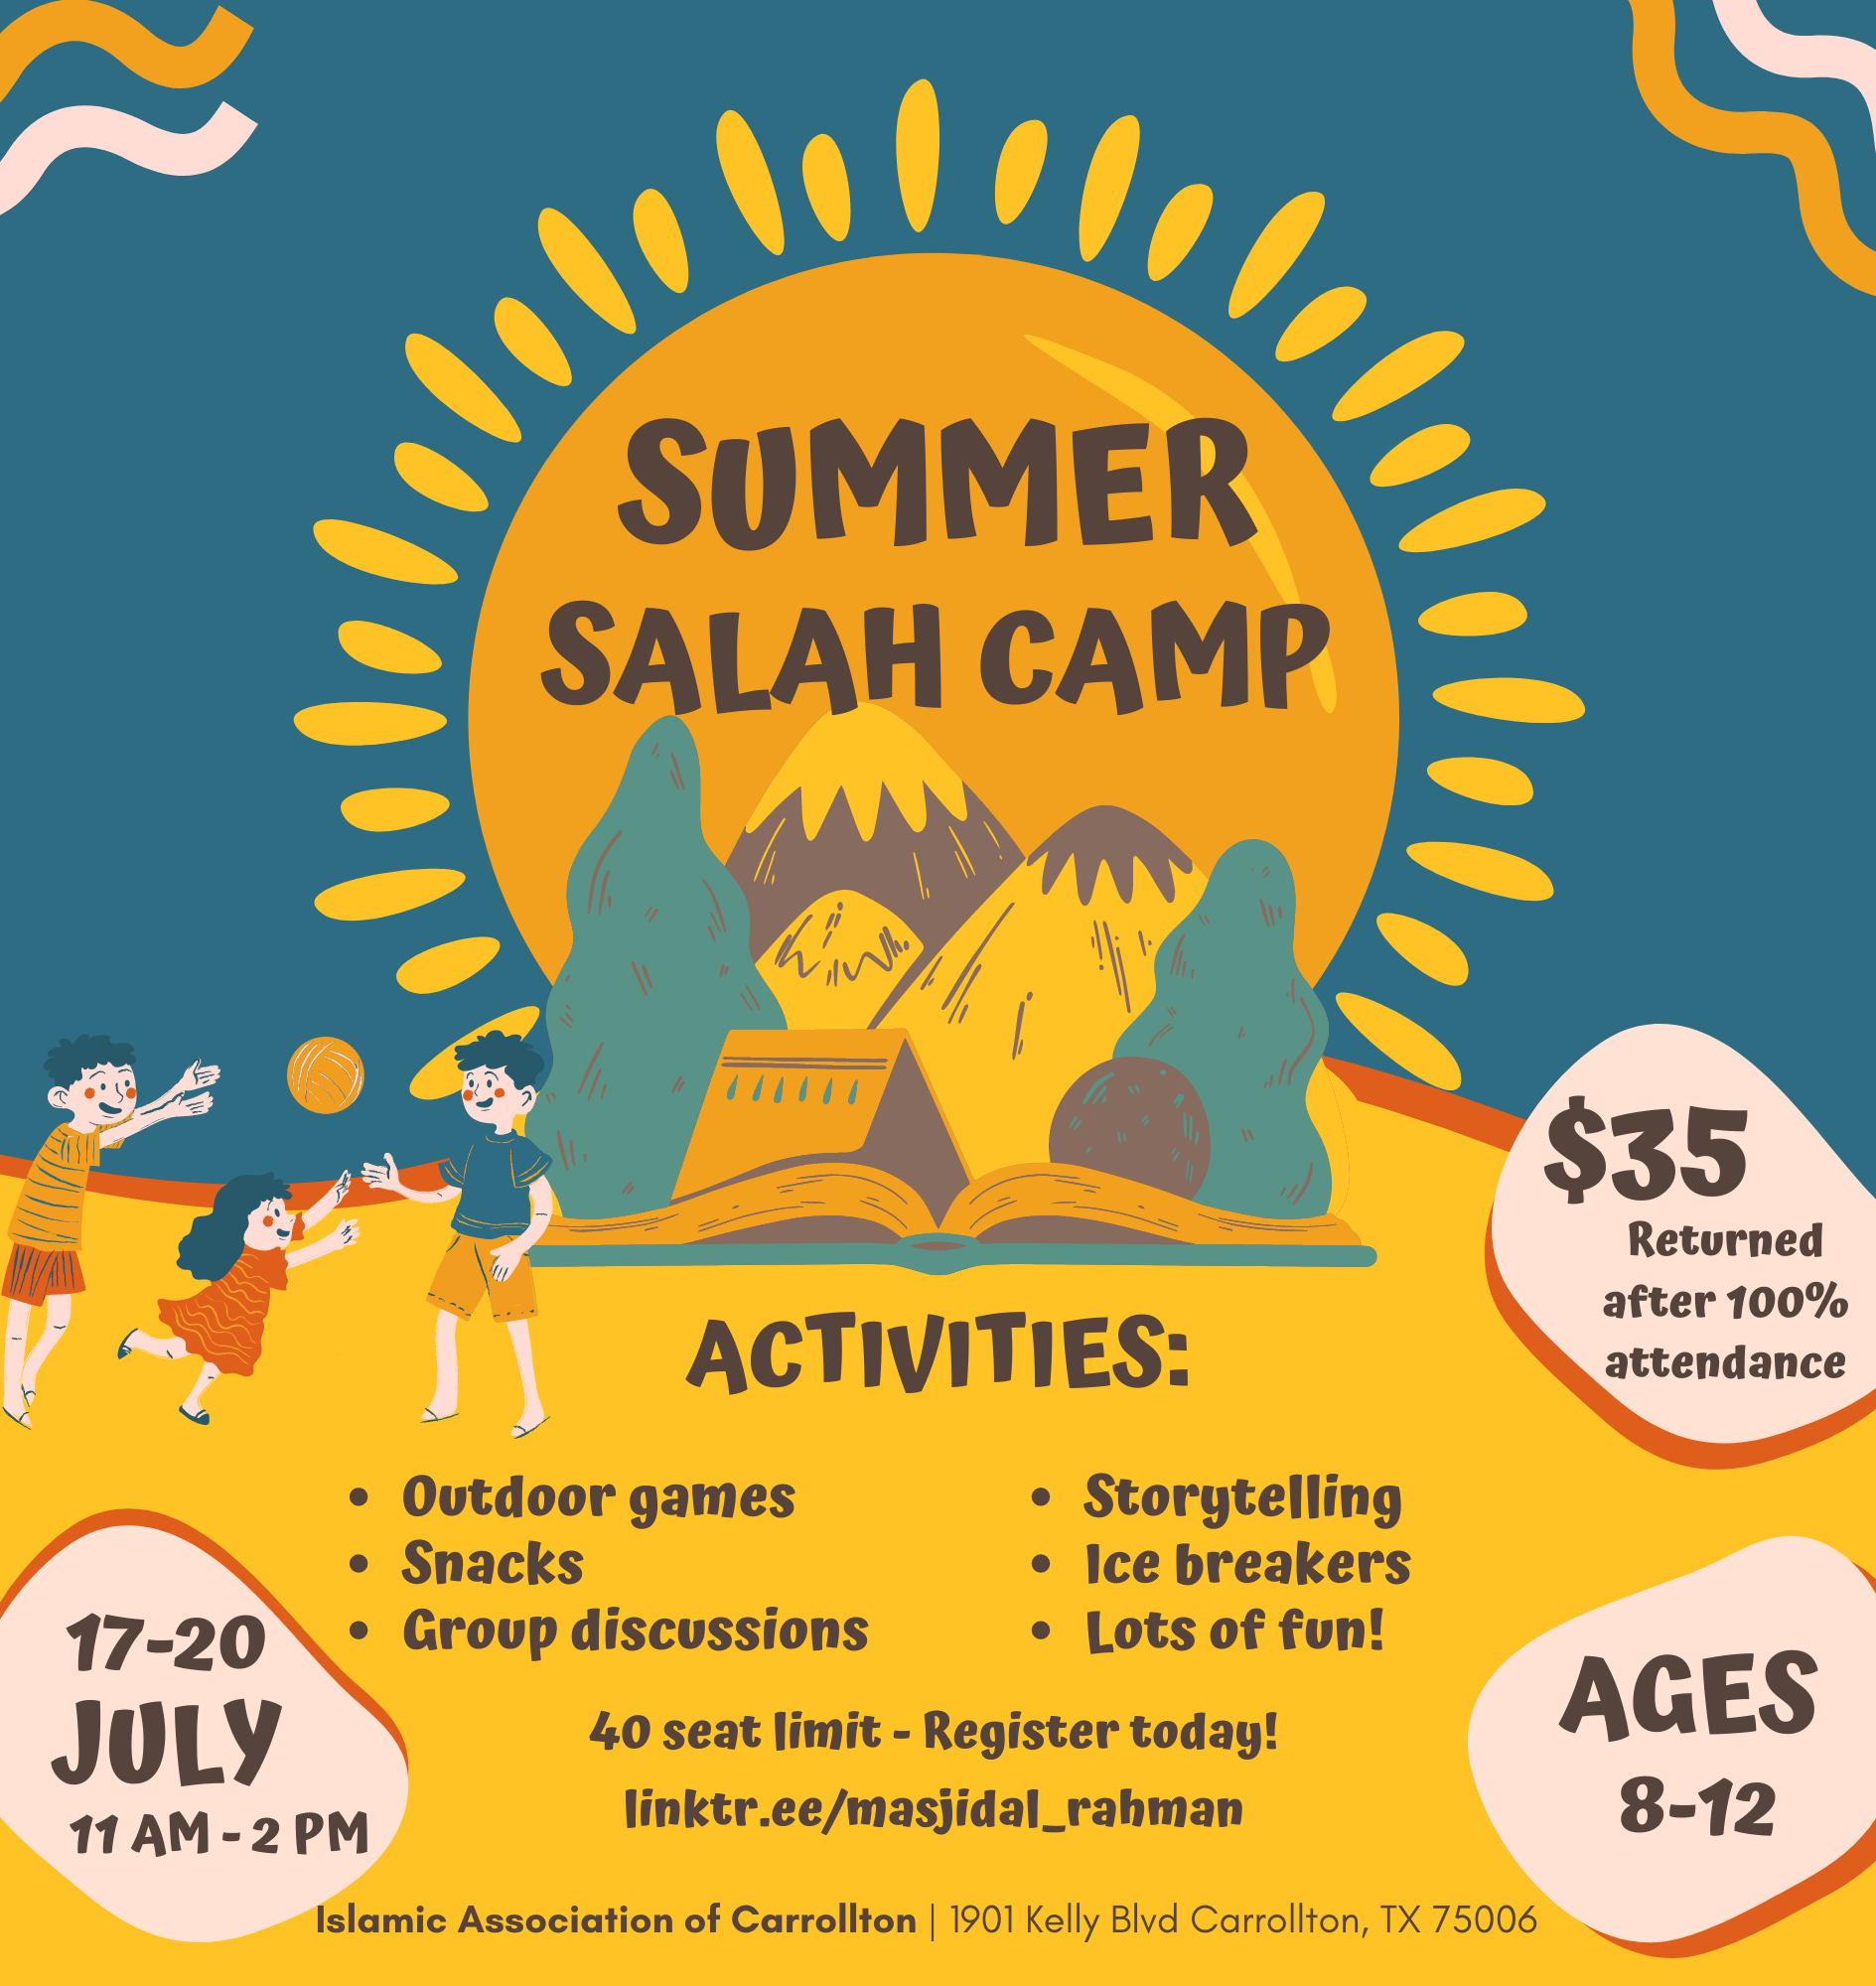 SUMMER
SALAH CAMP
$35
Returned
after 100%
attendance
ACTIVITIES:
• Outdoor games
• Snacks
• Group discussions
• Storytelling
• Ice breakers
• Lots of fun!
17-20
JULY
11 AM - 2 PM
40 seat limit - Register today!
linktr.ee/masjidal_rahman
AGES
8-12
Islamic Association of Carrollton | 1901 Kelly Blvd Carrollton, TX 75006